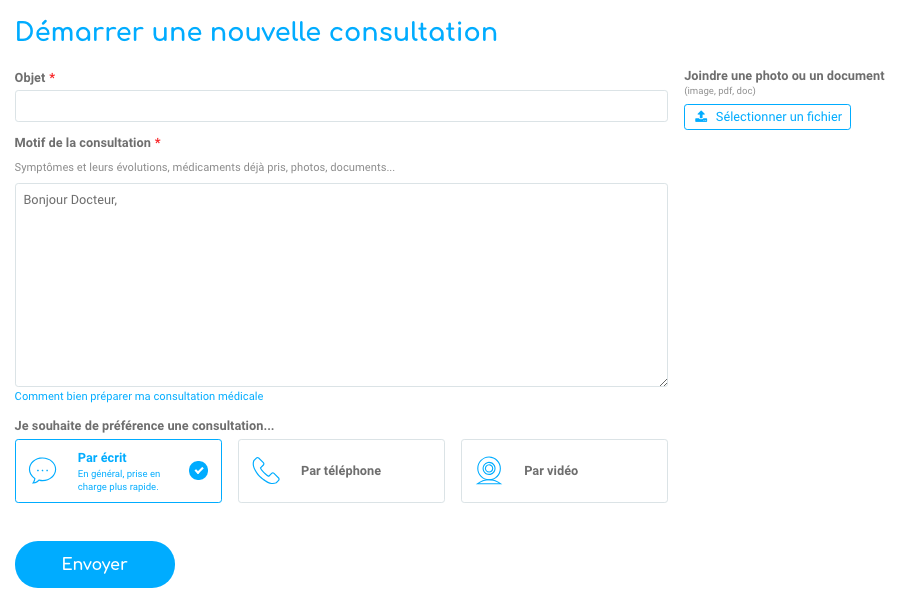 Démarrer une nouvelle consultation
Objet *
Joindre une photo ou un document
(image, pdf, doc)
Sélectionner un fichier
Motif de la consultation *
Symptômes et leurs évolutions, médicaments déjà pris, photos, documents...
Bonjour Docteur,
Comment bien préparer ma consultation médicale
Je souhaite de préférence une consultation...
Par écrit
En général, prise en
charge plus rapide.
Par téléphone
Par vidéo
Envoyer